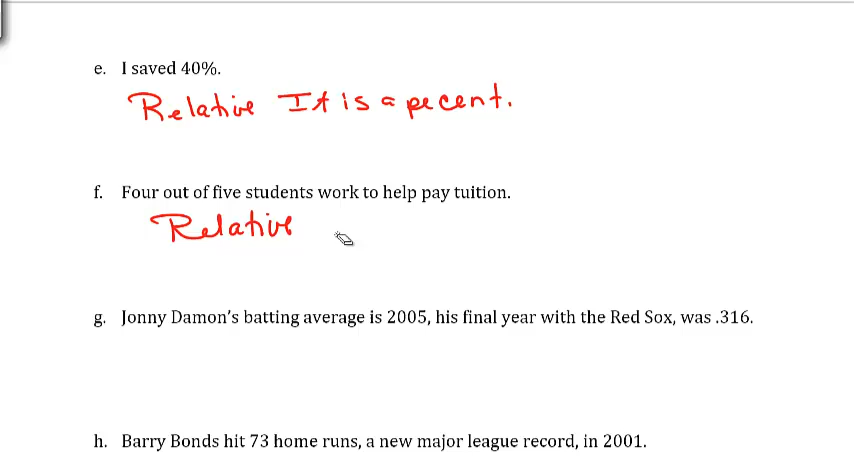 e. I saved 40%.
Relative It is a pecent.
f. Four out of five students work to help pay tuition.
Relative
g. Jonny Damon's batting average is 2005, his final year with the Red Sox, was .316.
h. Barry Bonds hit 73 home runs, a new major league record, in 2001.